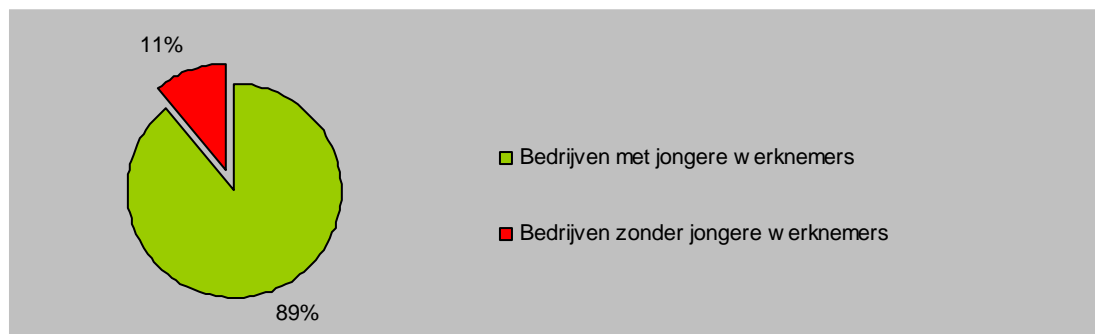 11%
Bedrijven met jongere w erknemers
Bedrijven zonder jongere w erknemers
89%